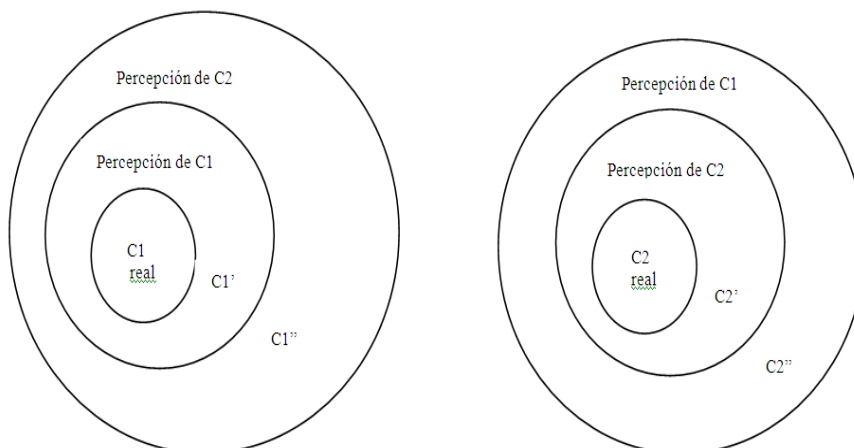 Percepción de C2
Percepción de C1
C1
real
C1’
C1”
Percepción de C1
Percepción de C2
C2
real
C2’
C2”